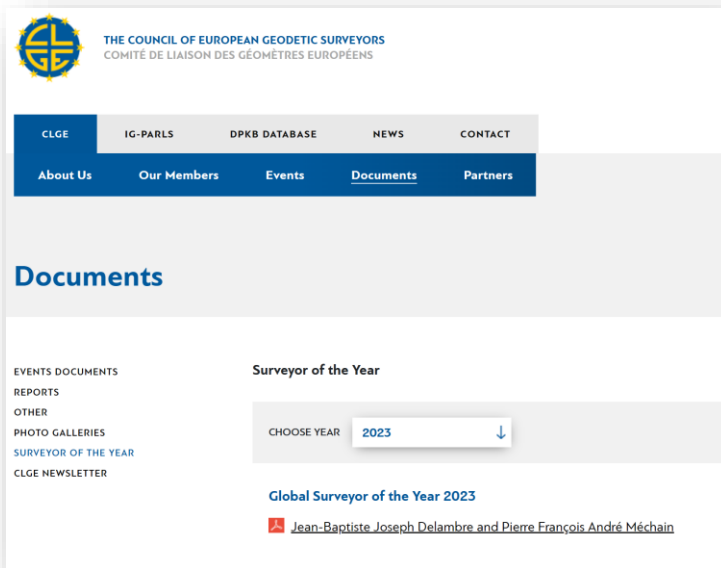 CLGE
THE COUNCIL OF EUROPEAN GEODETIC SURVEYORS
COMITÉ DE LIAISON DES GÉOMÈTRES EUROPÉENS
CLGE IG-PARLS DPKB DATABASE NEWS CONTACT
About Us Our Members Events Documents Partners
Documents
EVENTS DOCUMENTS
REPORTS
OTHER
PHOTO GALLERIES
SURVEYOR OF THE YEAR
CLGE NEWSLETTER
Surveyor of the Year
CHOOSE YEAR 2023
Global Surveyor of the Year 2023
Jean-Baptiste Joseph Delambre and Pierre François André Méchain